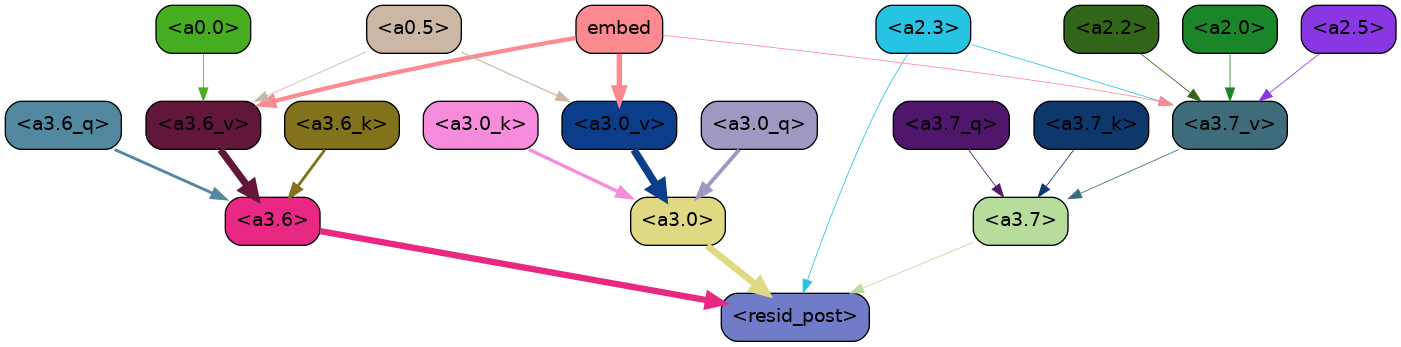 <a0.0> <a0.5> embed <a2.3> <a2.2> <a2.0> <a2.5>
<a3.6_q> <a3.6_v> <a3.6_k> <a3.0_k> <a3.0_v> <a3.0_q> <a3.7_q> <a3.7_k> <a3.7_v>
<a3.6> <a3.0> <a3.7>
<resid_post>